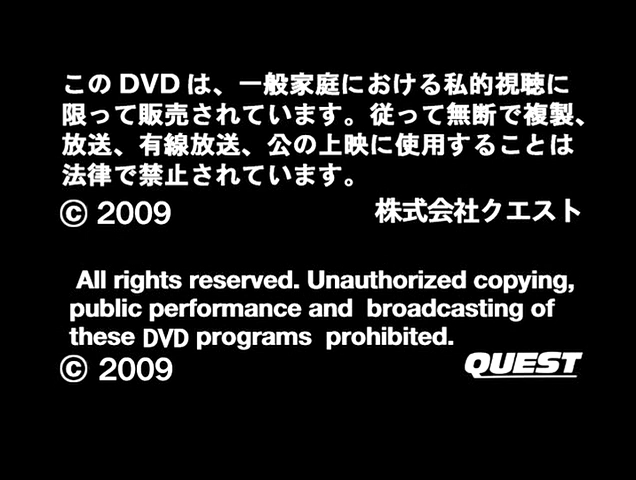 このDVDは、一般家庭における私的視聴に
限って販売されています。従って無断で複製、
放送、有線放送、公の上映に使用することは
法律で禁止されています。
© 2009 株式会社クエスト
All rights reserved. Unauthorized copying,
public performance and broadcasting of
these DVD programs prohibited.
© 2009 QUEST